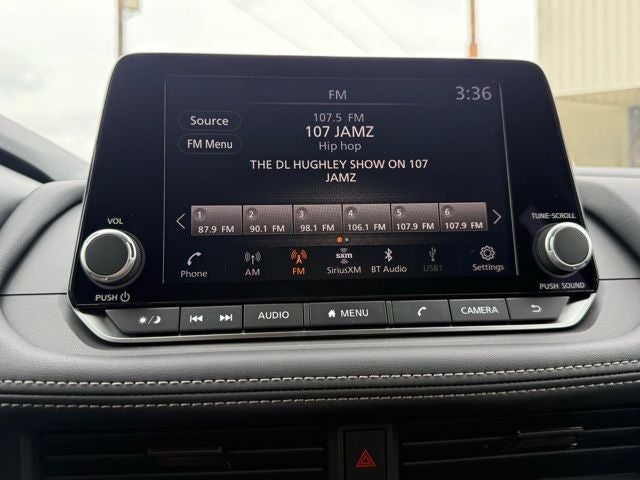 FM
3:36
Source
107.5 FM
107 JAMZ
FM Menu
Hip hop
THE DL HUGHLEY SHOW ON 107
JAMZ
1 2 3 4 5 6
87.9 FM 90.1 FM 98.1 FM 106.1 FM 107.9 FM 107.9 FM
VOL
TUNE·SCROLL
Phone
AM
FM
sxm
SiriusXM
BT Audio
USB1
Settings
PUSH
PUSH SOUND
AUDIO
MENU
CAMERA